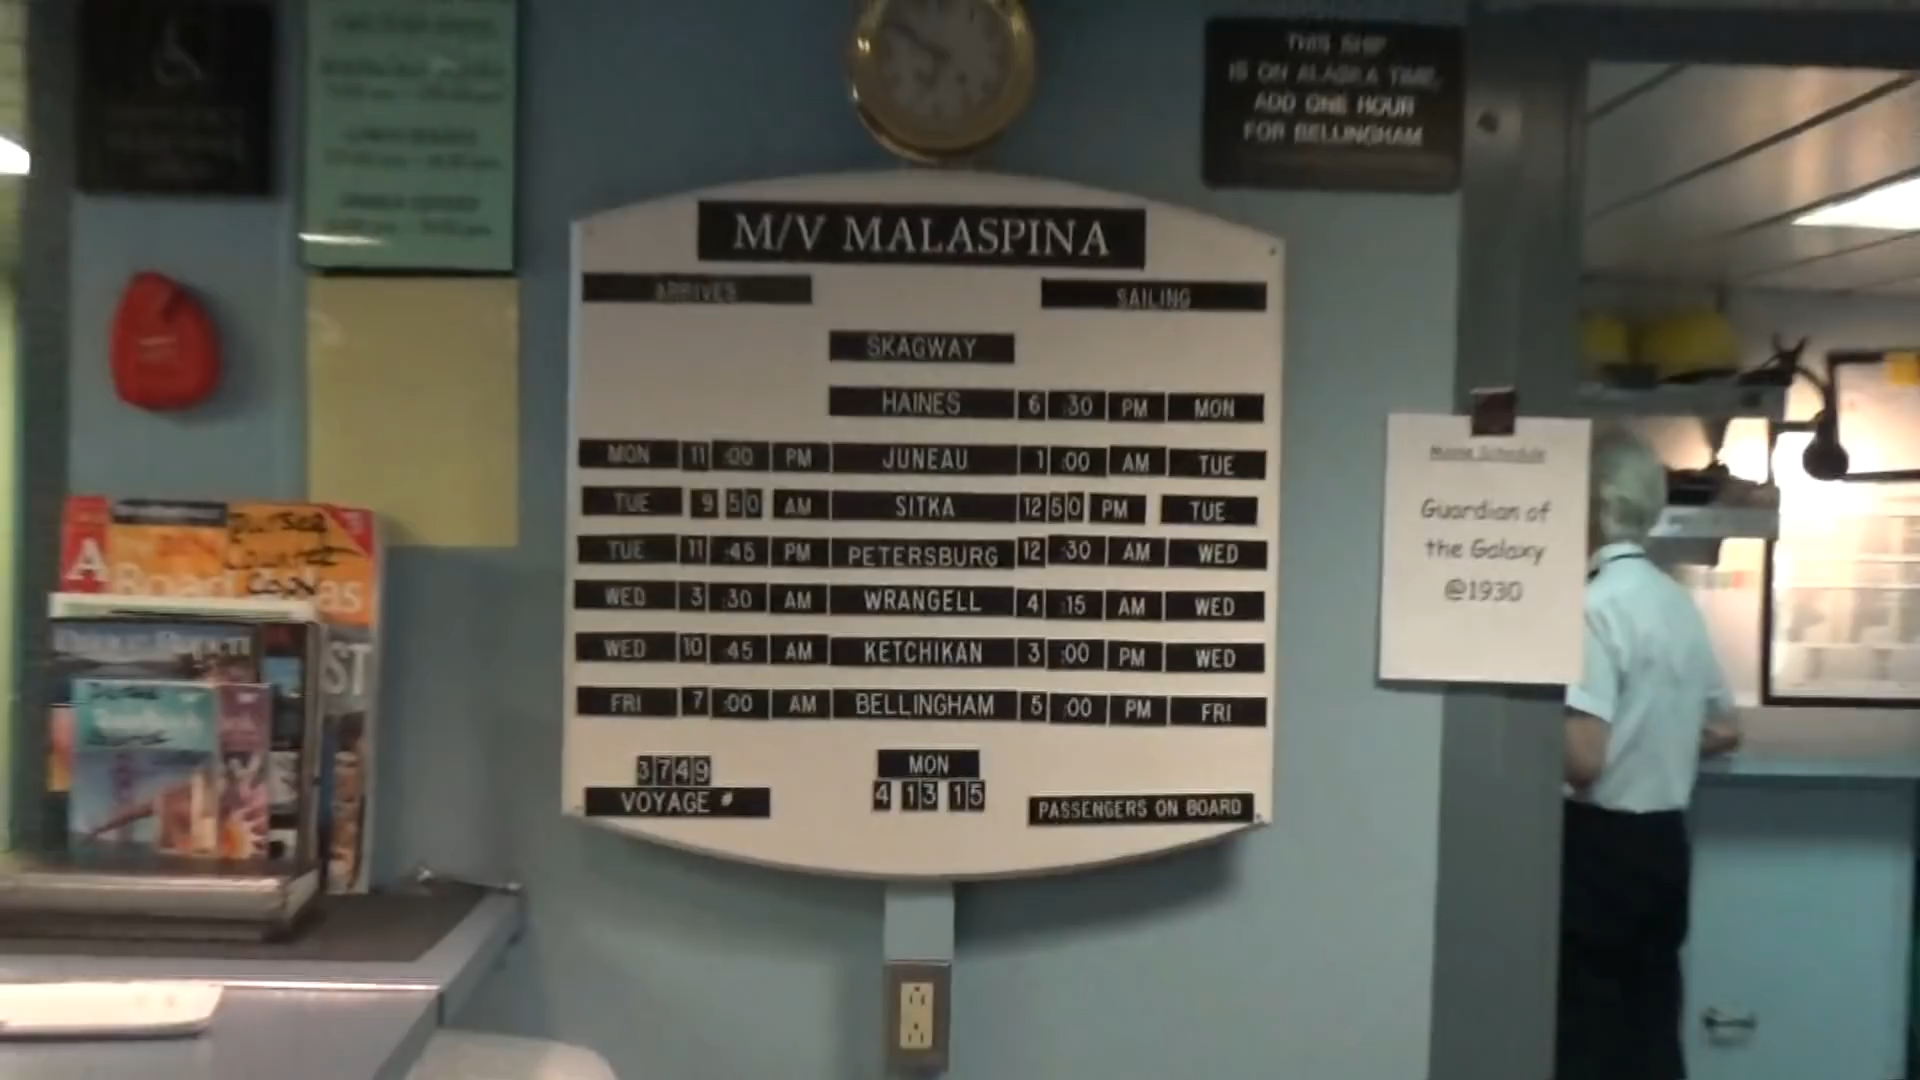 THIS SHIP
IS ON ALASKA TIME,
ADD ONE HOUR
FOR BELLINGHAM
M/V MALASPINA
ARRIVES SAILING
SKAGWAY
HAINES 6 :30 PM MON
MON 11 :00 PM JUNEAU 1 :00 AM TUE
TUE 9 50 AM SITKA 12 50 PM TUE
TUE 11 :45 PM PETERSBURG 12 :30 AM WED
WED 3 :30 AM WRANGELL 4 :15 AM WED
WED 10 :45 AM KETCHIKAN 3 :00 PM WED
FRI 7 :00 AM BELLINGHAM 5 :00 PM FRI
3749
VOYAGE #
MON
4 13 15
PASSENGERS ON BOARD
Movie Schedule
Guardian of
the Galaxy
@1930